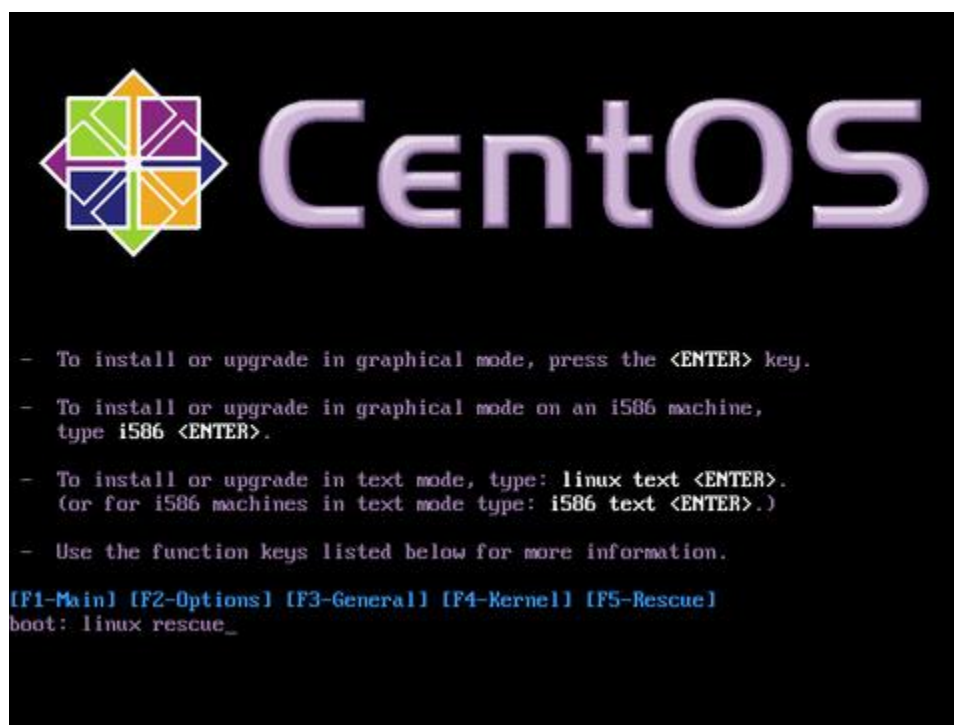 CentOS
- To install or upgrade in graphical mode, press the <ENTER> key.
- To install or upgrade in graphical mode on an i586 machine,
type i586 <ENTER>.
- To install or upgrade in text mode, type: linux text <ENTER>.
(or for i586 machines in text mode type: i586 text <ENTER>.)
- Use the function keys listed below for more information.
[F1-Main] [F2-Options] [F3-General] [F4-Kernel] [F5-Rescue]
boot: linux rescue_